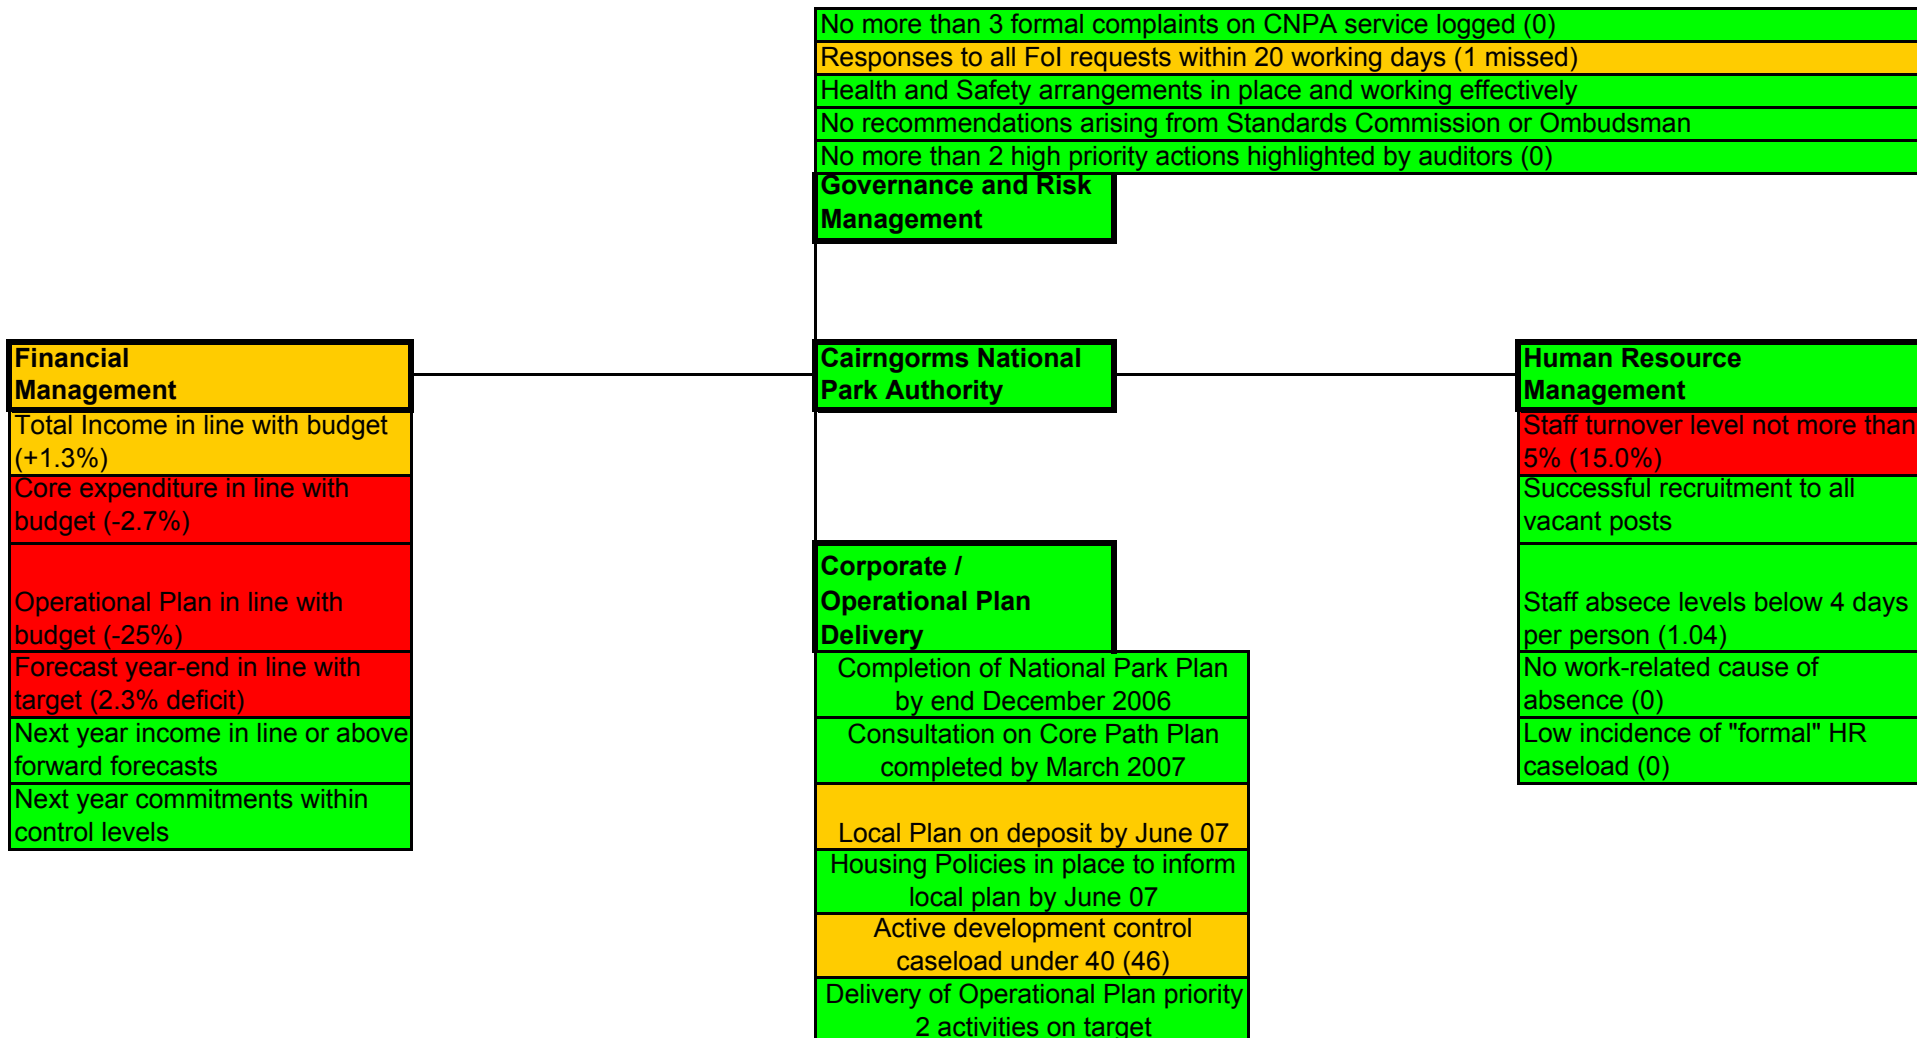 No more than 3 formal complaints on CNPA service logged (0)
Responses to all FoI requests within 20 working days (1 missed)
Health and Safety arrangements in place and working effectively
No recommendations arising from Standards Commission or Ombudsman
No more than 2 high priority actions highlighted by auditors (0)
Governance and Risk
Management
Financial
Management
Total Income in line with budget
(+1.3%)
Core expenditure in line with
budget (-2.7%)
Operational Plan in line with
budget (-25%)
Forecast year-end in line with
target (2.3% deficit)
Next year income in line or above
forward forecasts
Next year commitments within
control levels
Cairngorms National
Park Authority
Corporate /
Operational Plan
Delivery
Completion of National Park Plan
by end December 2006
Consultation on Core Path Plan
completed by March 2007
Local Plan on deposit by June 07
Housing Policies in place to inform
local plan by June 07
Active development control
caseload under 40 (46)
Delivery of Operational Plan priority
2 activities on target
Human Resource
Management
Staff turnover level not more than
5% (15.0%)
Successful recruitment to all
vacant posts
Staff absece levels below 4 days
per person (1.04)
No work-related cause of
absence (0)
Low incidence of "formal" HR
caseload (0)